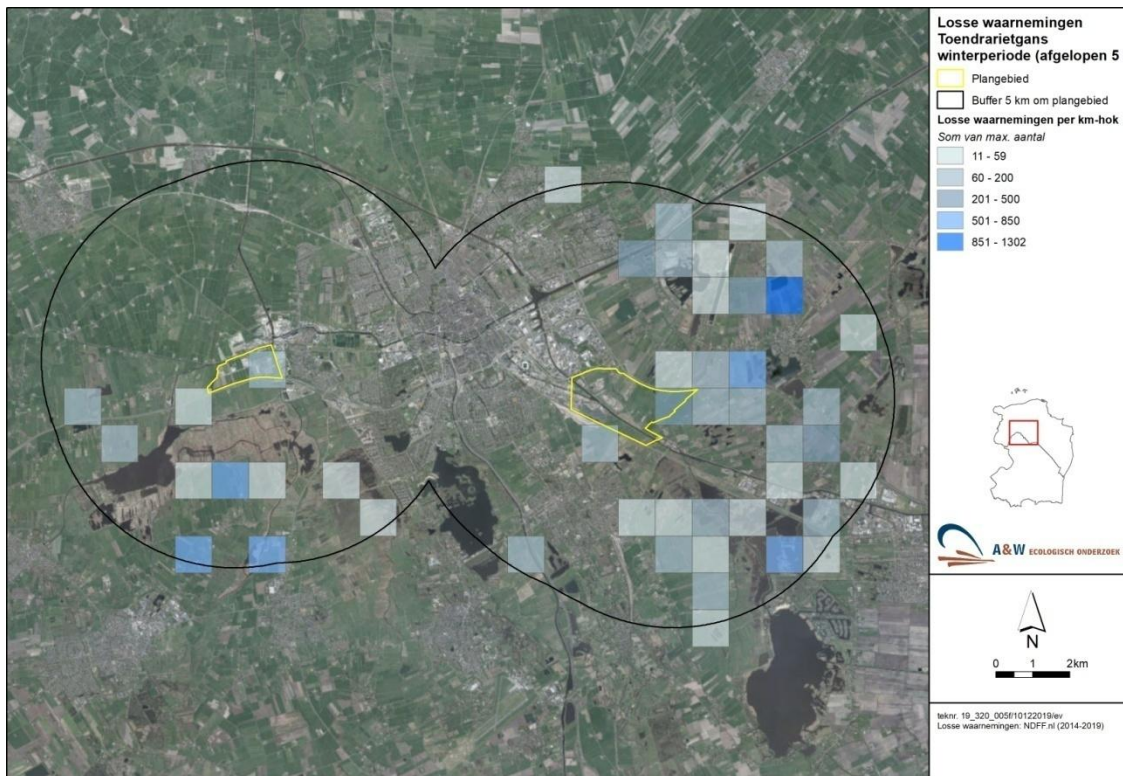 Losse waarnemingen
Toendrarietgans
winterperiode (afgelopen 5
Plangebied
Buffer 5 km om plangebied
Losse waarnemingen per km-hok
Som van max. aantal
11 - 59
60 - 200
201 - 500
501 - 850
851 - 1302
A&W ECOLOGISCH ONDERZOEK
N
0 1 2km
teknr. 19_320_005f/10122019/ev
Losse waarnemingen: NDFF.nl (2014-2019)